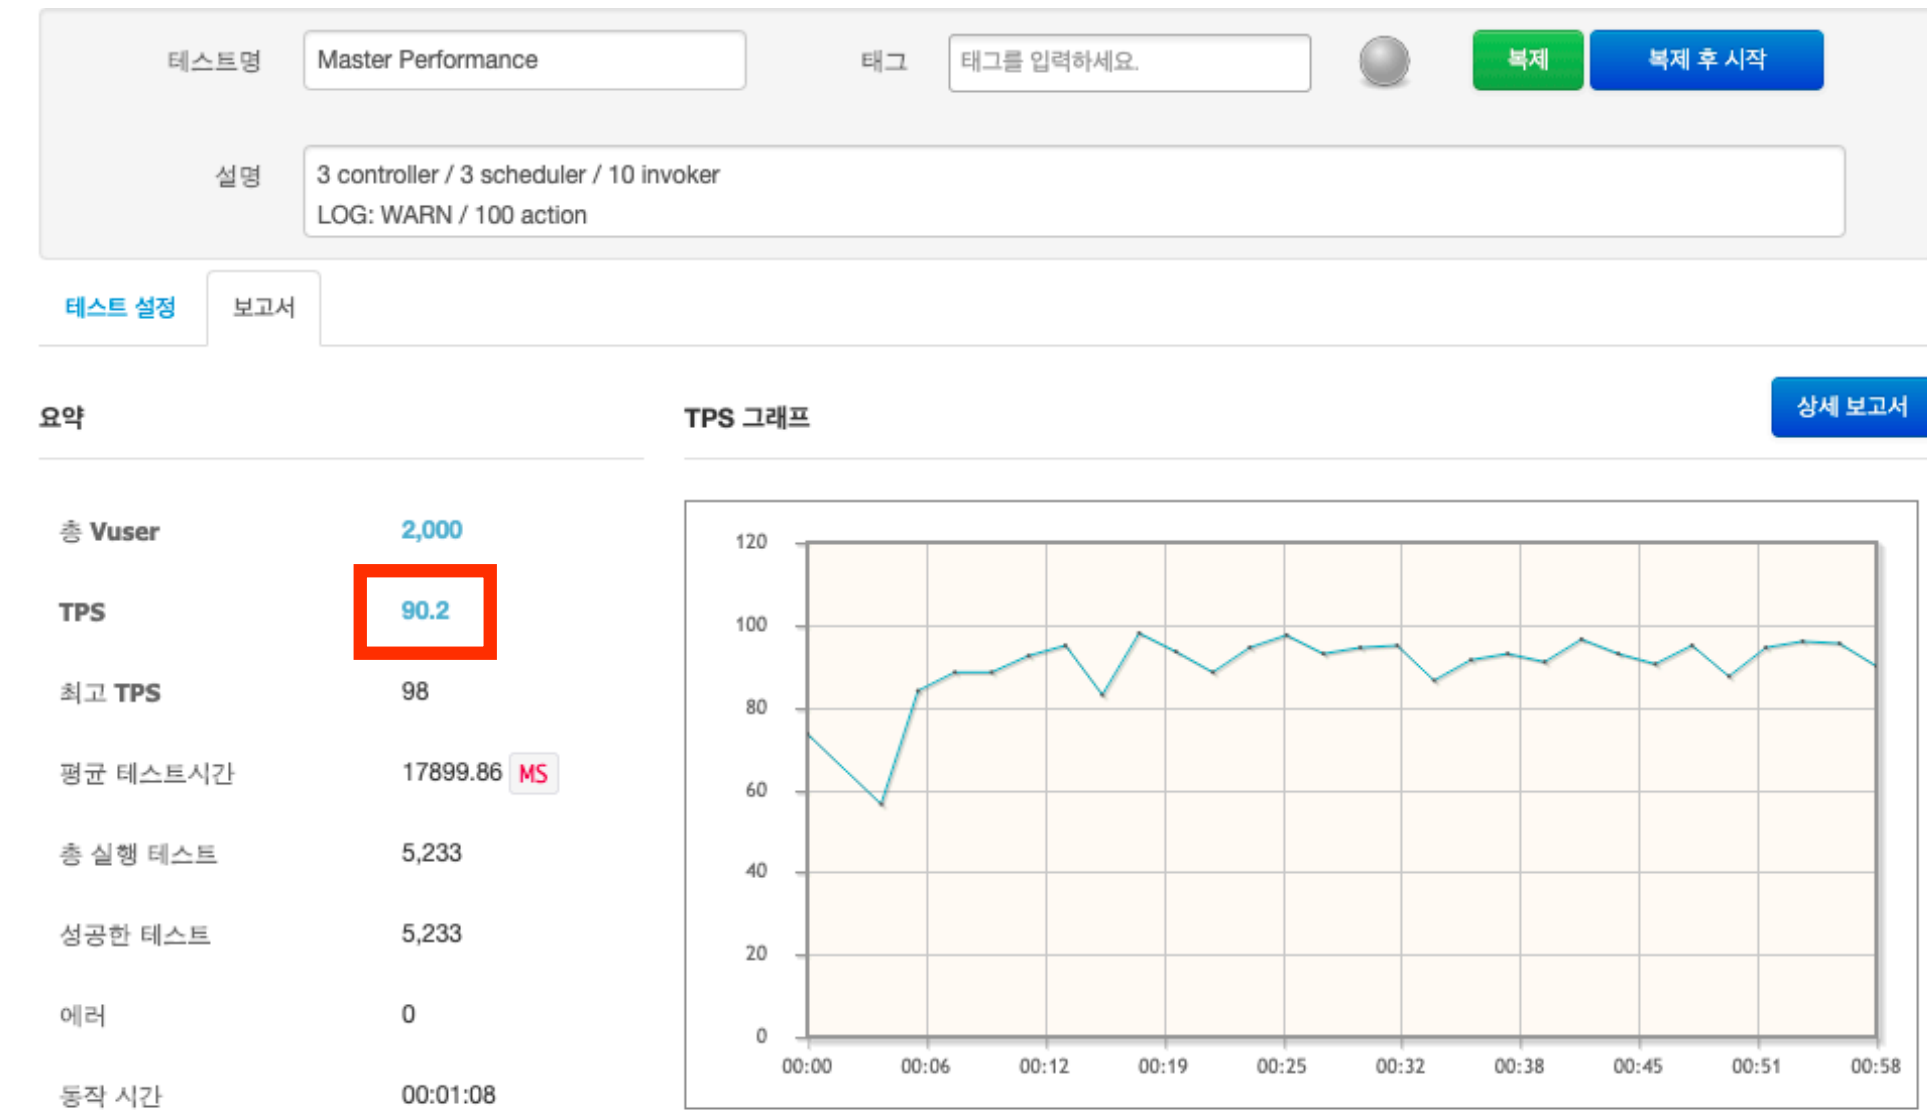 테스트명
Master Performance
태그
태그를 입력하세요.
복제
복제 후 시작
설명
3 controller / 3 scheduler / 10 invoker
LOG: WARN / 100 action
테스트 설정
보고서
요약
TPS 그래프
상세 보고서
총 Vuser
2,000
TPS
90.2
최고 TPS
98
평균 테스트시간
17899.86 MS
총 실행 테스트
5,233
성공한 테스트
5,233
에러
0
동작 시간
00:01:08
120
100
80
60
40
20
0
00:00
00:06
00:12
00:19
00:25
00:32
00:38
00:45
00:51
00:58